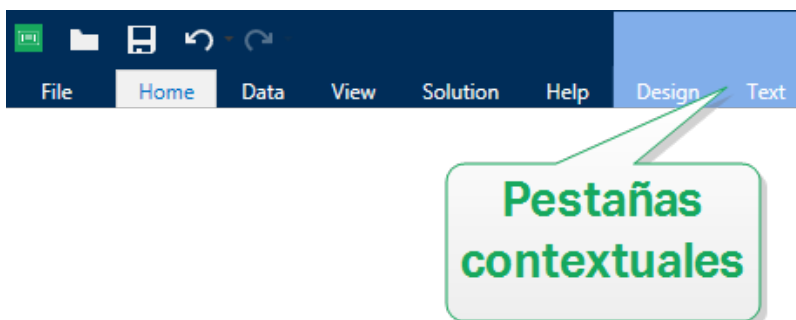 File Home Data View Solution Help Design Text
Pestañas
contextuales